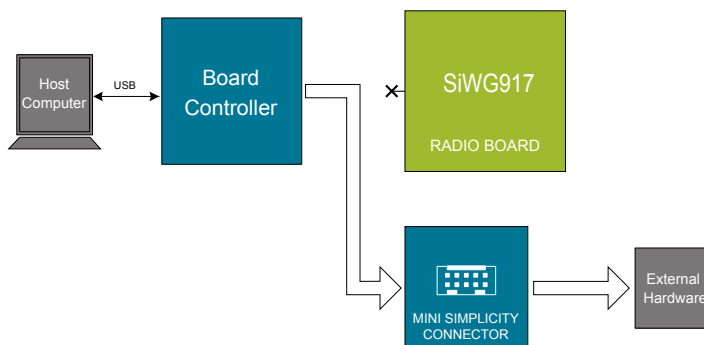 Host
Computer
USB
Board
Controller
SiWG917
RADIO BOARD
MINI SIMPLICITY
CONNECTOR
External
Hardware